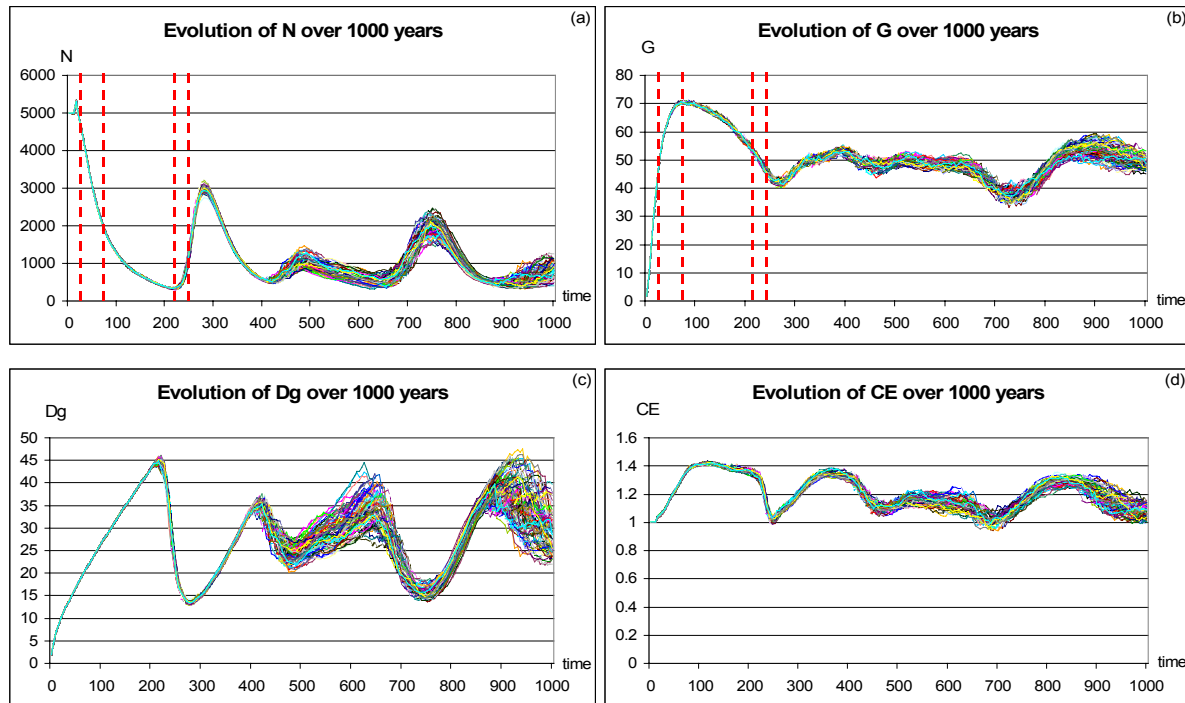 (a)
Evolution of N over 1000 years
N
6000
5000
4000
3000
2000
1000
0
time
0 100 200 300 400 500 600 700 800 900 1000
(b)
Evolution of G over 1000 years
G
80
70
60
50
40
30
20
10
0
time
0 100 200 300 400 500 600 700 800 900 1000
(c)
Evolution of Dg over 1000 years
Dg
50
45
40
35
30
25
20
15
10
5
0
time
0 100 200 300 400 500 600 700 800 900 1000
(d)
Evolution of CE over 1000 years
CE
1.6
1.4
1.2
1
0.8
0.6
0.4
0.2
0
time
0 100 200 300 400 500 600 700 800 900 1000